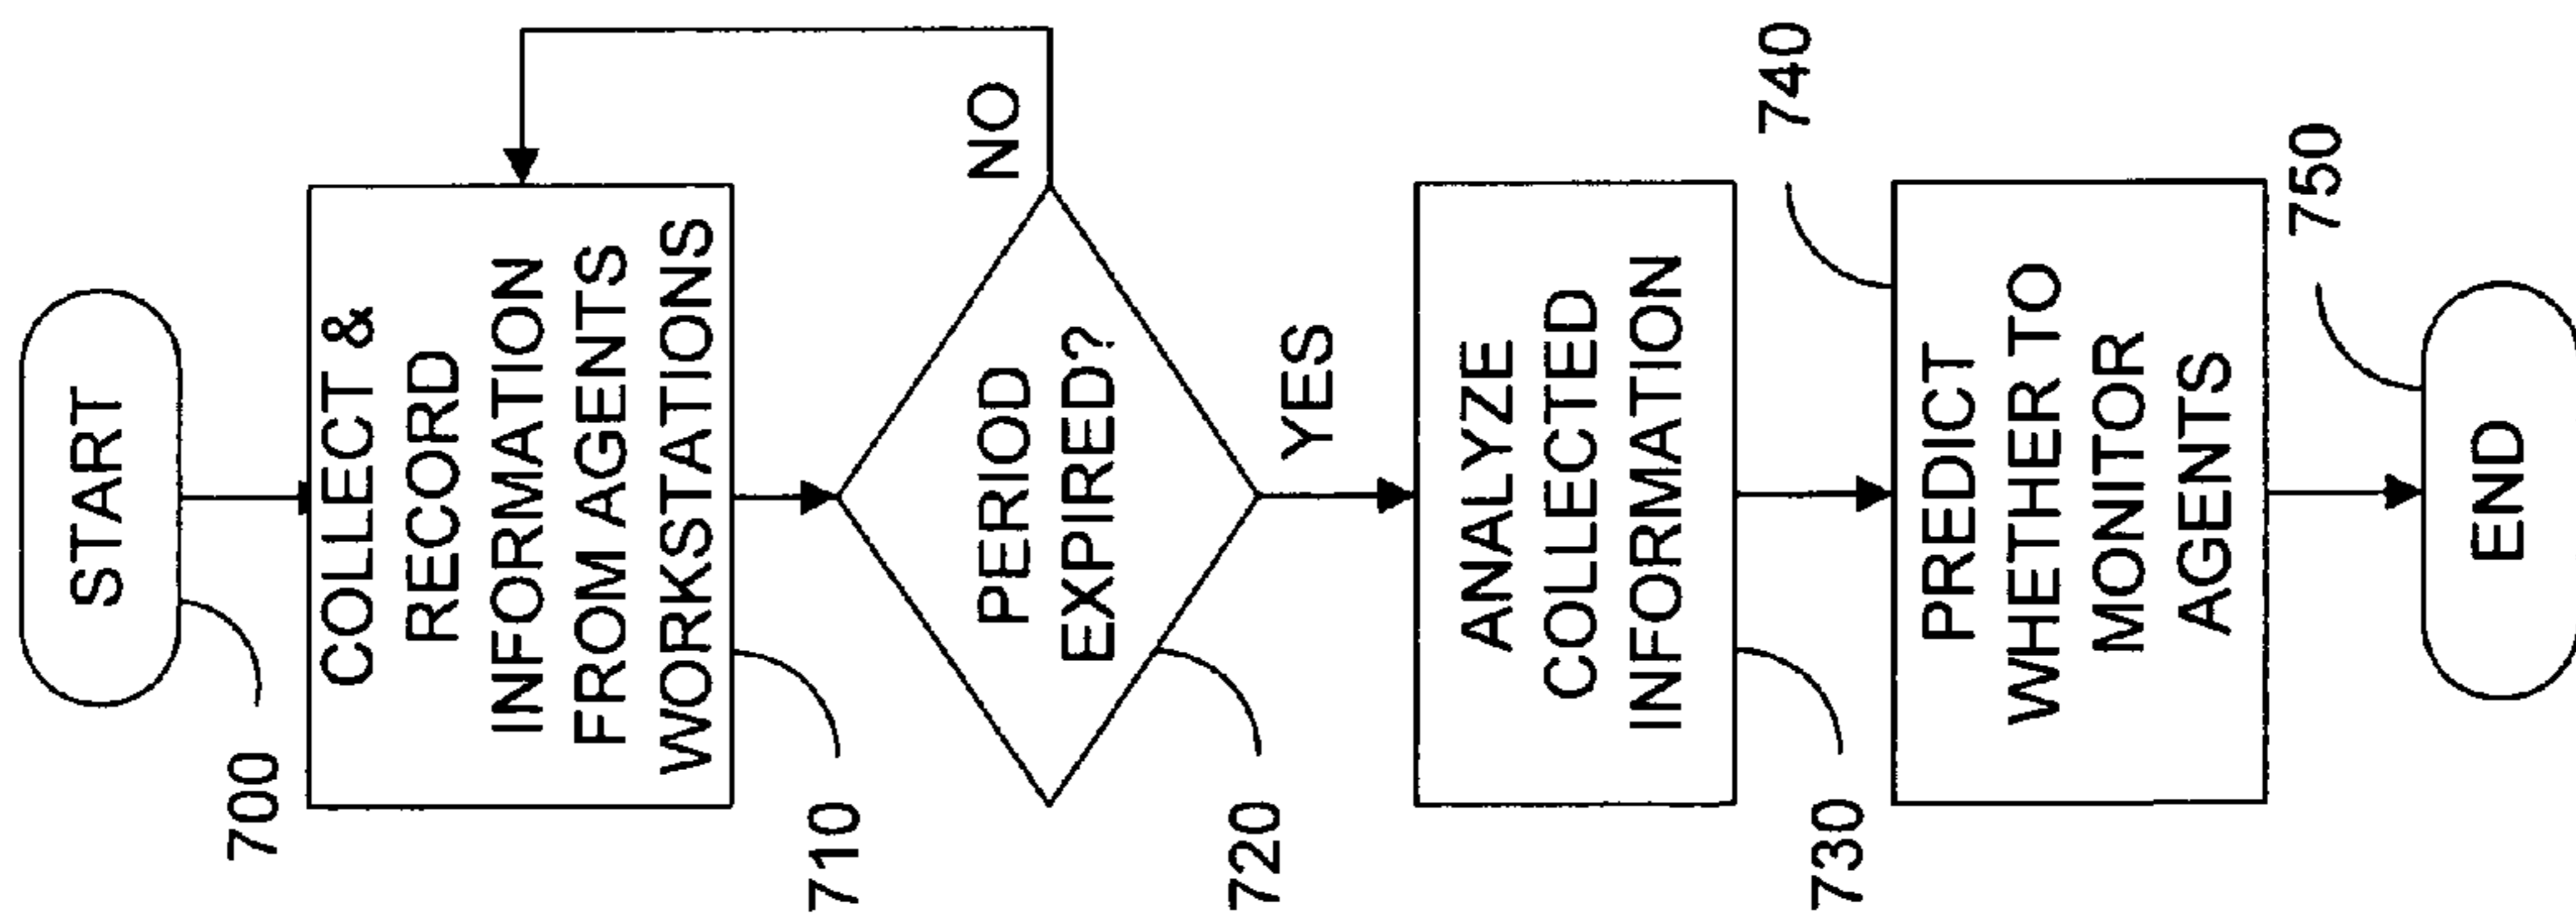 START
700
COLLECT &
RECORD
INFORMATION
FROM AGENTS
WORKSTATIONS
710
PERIOD
EXPIRED?
720
NO
YES
ANALYZE
COLLECTED
INFORMATION
730
PREDICT
WHETHER TO
MONITOR
AGENTS
740
END
750